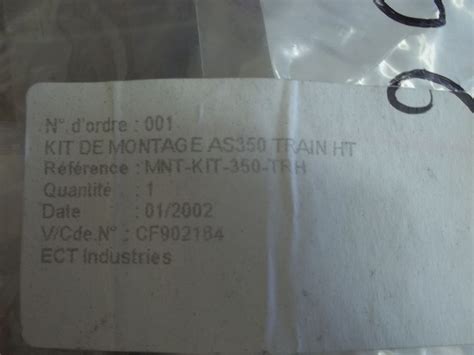 N°. d'ordre : 001
KIT DE MONTAGE AS350 TRAIN HT
Référence : MNT-KIT-350-TRH
Quantité : 1
Date : 01/2002
V/Cde.N° : CF902184
ECT Industries